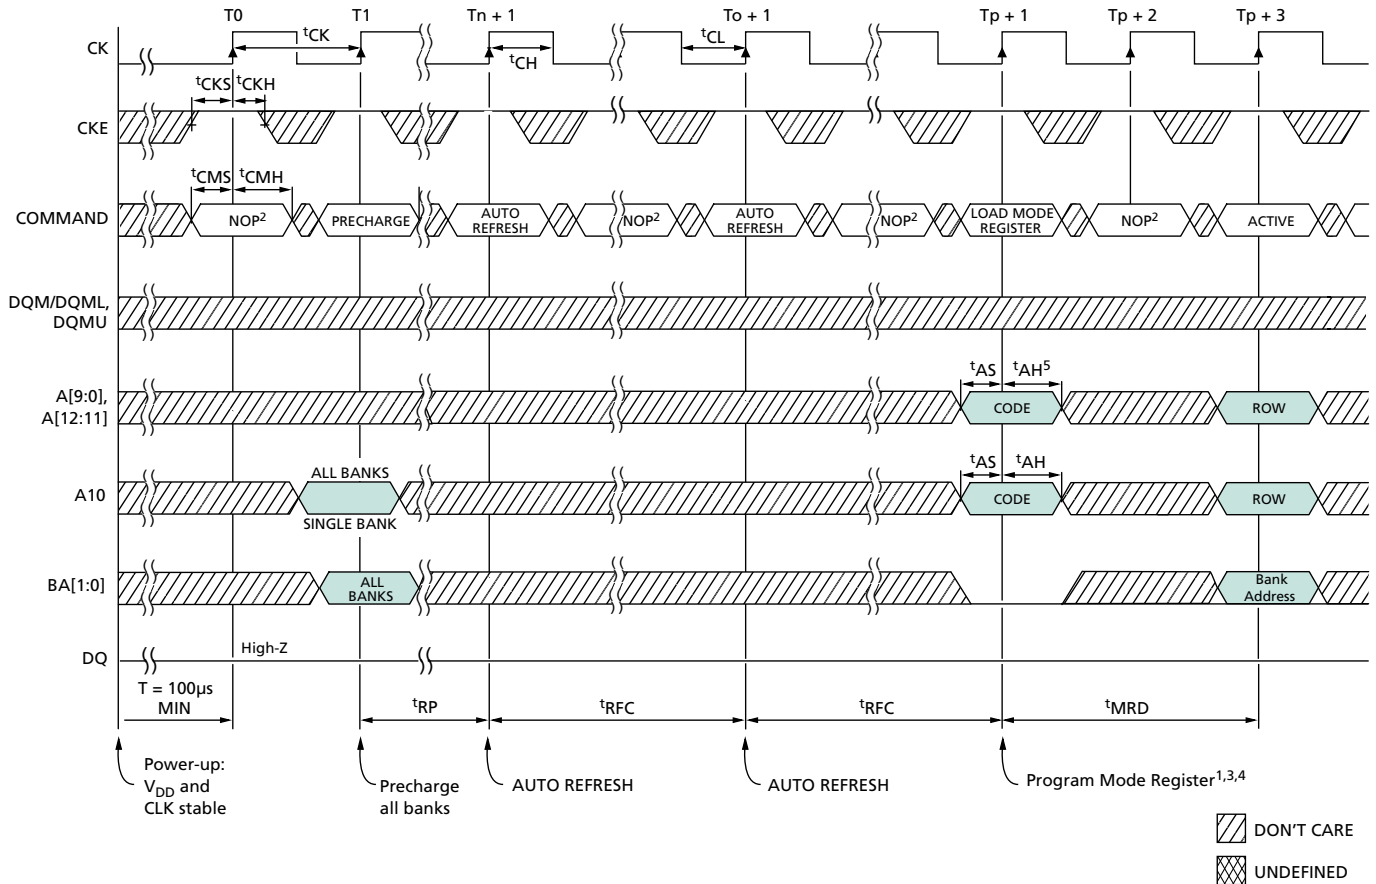 T0 T1 Tn + 1 To + 1 Tp + 1 Tp + 2 Tp + 3
CK
tCK
tCH
tCL
tCKS tCKH
CKE
tCMS tCMH
COMMAND
NOP2
PRECHARGE
AUTO
REFRESH
NOP2
AUTO
REFRESH
NOP2
LOAD MODE
REGISTER
NOP2
ACTIVE
DQM/DQML,
DQMU
tAS tAH5
A[9:0],
A[12:11]
CODE
ROW
ALL BANKS
tAS tAH
A10
CODE
ROW
SINGLE BANK
BA[1:0]
ALL
BANKS
Bank
Address
DQ
High-Z
T = 100µs
MIN
tRP
tRFC
tRFC
tMRD
Power-up:
VDD and
CLK stable
Precharge
all banks
AUTO REFRESH
AUTO REFRESH
Program Mode Register1,3,4
DON'T CARE
UNDEFINED